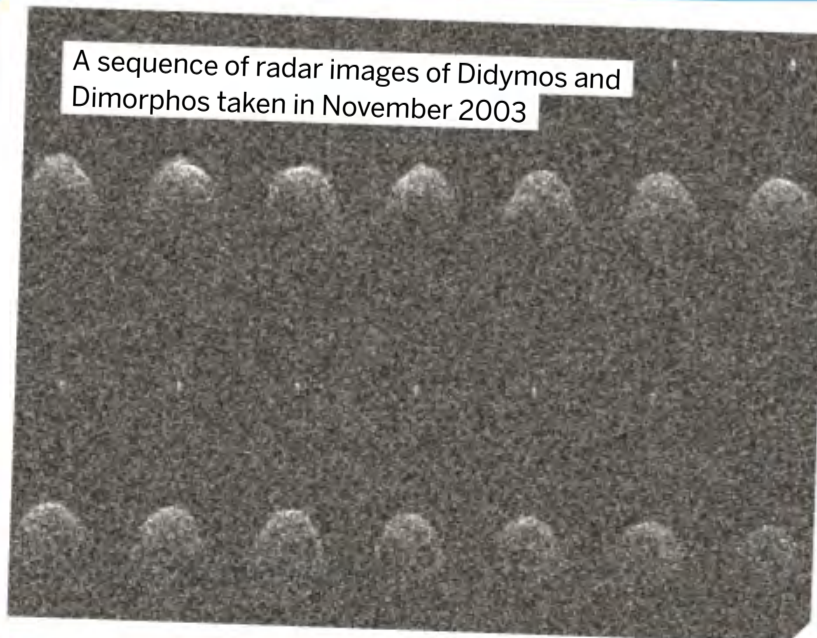 A sequence of radar images of Didymos and
Dimorphos taken in November 2003